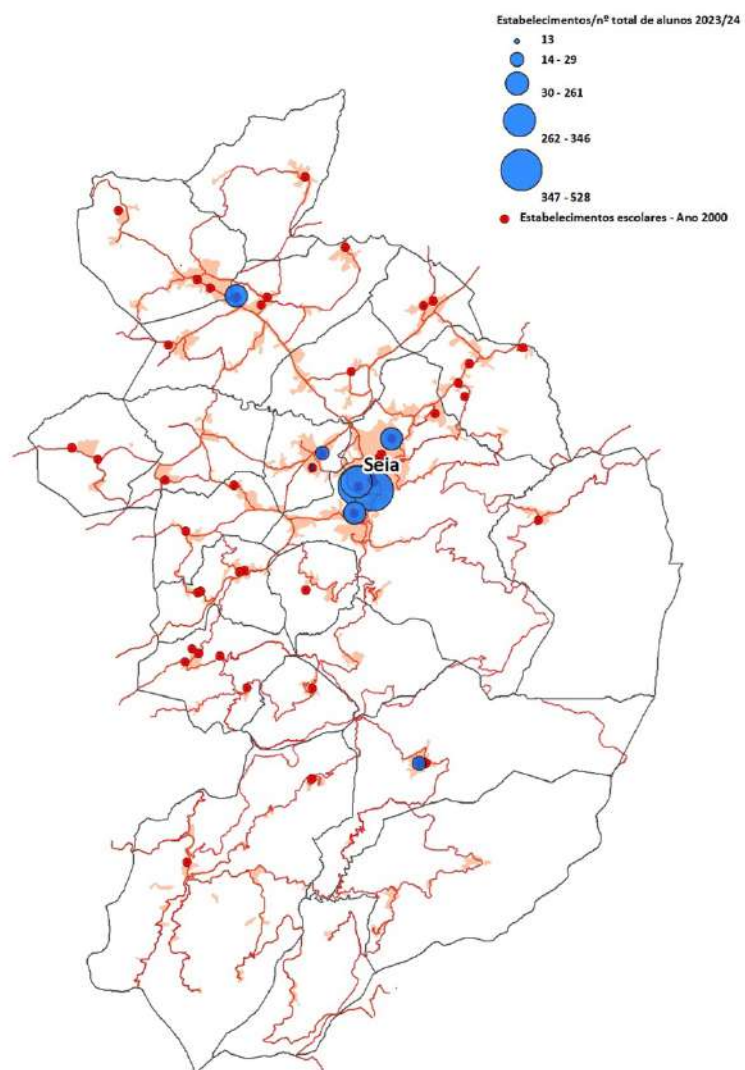 Estabelecimentos/nº total de alunos 2023/24
13
14 - 29
30 - 261
262 - 346
347 - 528
Estabelecimentos escolares - Ano 2000
Seia